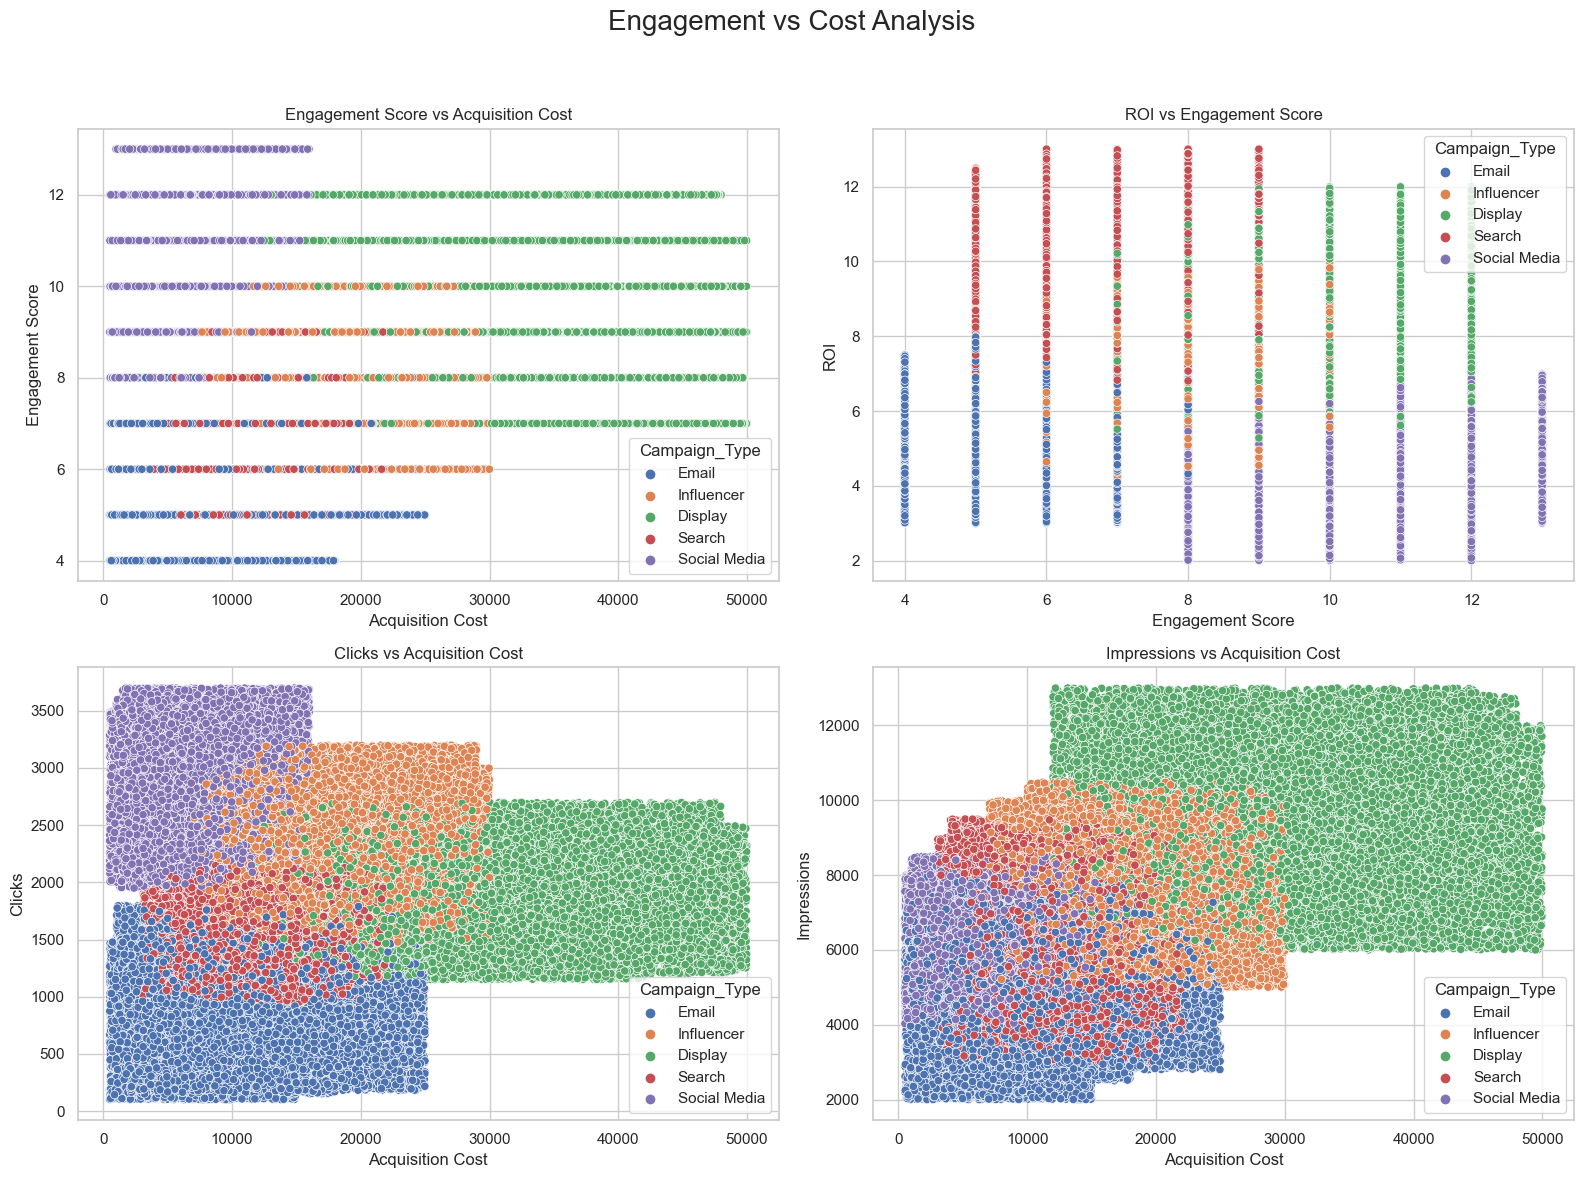 Engagement vs Cost Analysis
Engagement Score vs Acquisition Cost
Engagement Score
12
10
8
6
4
0
10000
20000
30000
40000
50000
Acquisition Cost
Campaign_Type
Email
Influencer
Display
Search
Social Media
ROI vs Engagement Score
ROI
12
10
8
6
4
2
4
6
8
10
12
Engagement Score
Campaign_Type
Email
Influencer
Display
Search
Social Media
Clicks vs Acquisition Cost
Clicks
3500
3000
2500
2000
1500
1000
500
0
0
10000
20000
30000
40000
50000
Acquisition Cost
Campaign_Type
Email
Influencer
Display
Search
Social Media
Impressions vs Acquisition Cost
Impressions
12000
10000
8000
6000
4000
2000
0
10000
20000
30000
40000
50000
Acquisition Cost
Campaign_Type
Email
Influencer
Display
Search
Social Media